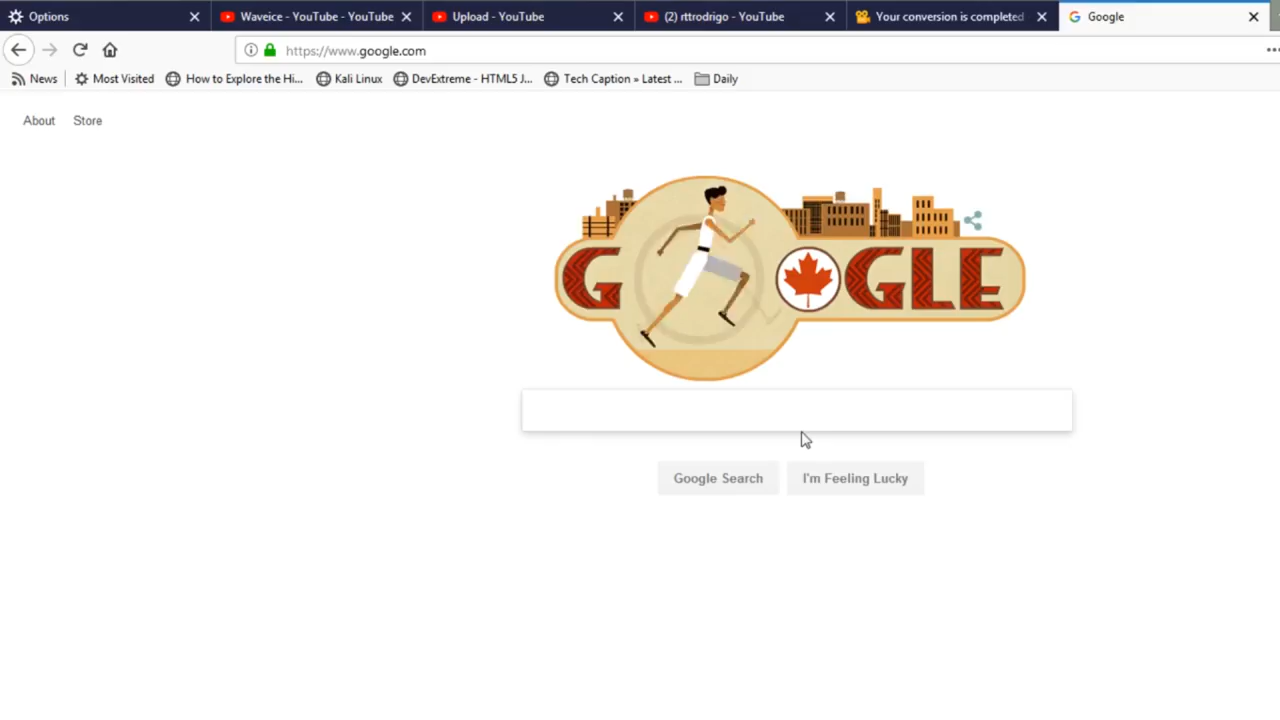 Options
Waveice - YouTube - YouTube
Upload - YouTube
(2) rttrodrigo - YouTube
Your conversion is completed
Google
https://www.google.com
News
Most Visited
How to Explore the Hi...
Kali Linux
DevExtreme - HTML5 J...
Tech Caption » Latest ...
Daily
About
Store
G GLE
Google Search
I'm Feeling Lucky